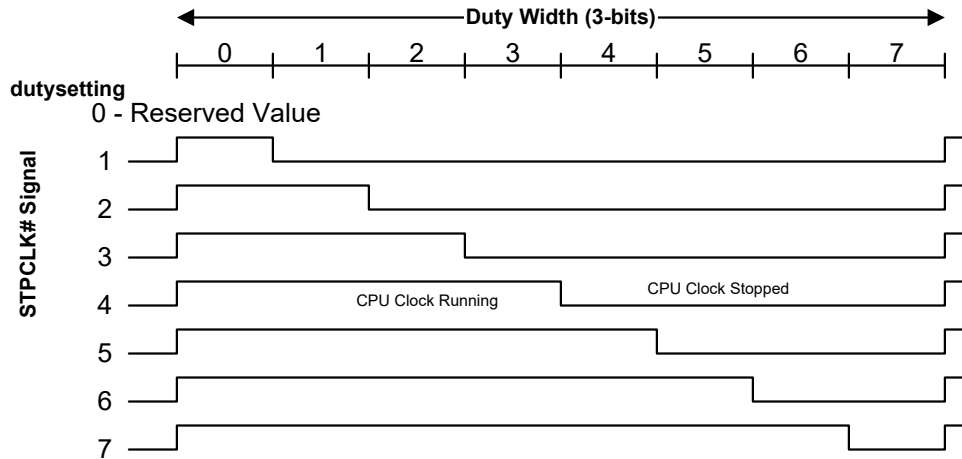 Duty Width (3-bits)
0 1 2 3 4 5 6 7
dutysetting
0 - Reserved Value
STPCLK# Signal
1
2
3
4 CPU Clock Running CPU Clock Stopped
5
6
7